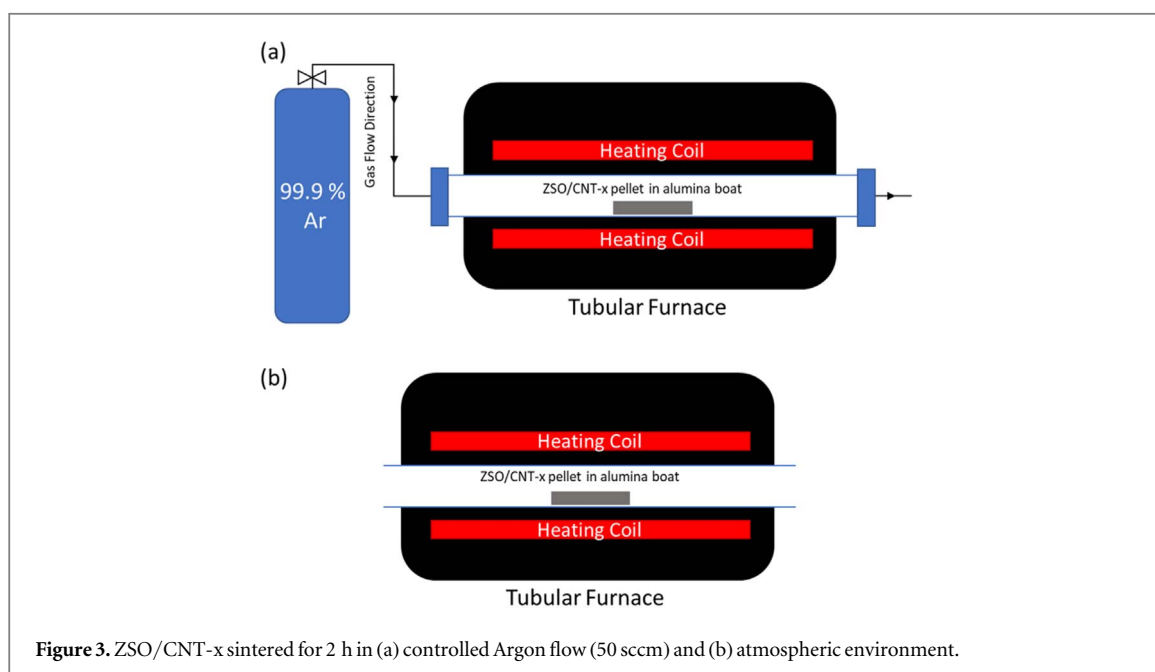 (a)
Gas Flow Direction
99.9 %
Ar
Heating Coil
ZSO/CNT-x pellet in alumina boat
Heating Coil
Tubular Furnace
(b)
Heating Coil
ZSO/CNT-x pellet in alumina boat
Heating Coil
Tubular Furnace
Figure 3. ZSO/CNT-x sintered for 2 h in (a) controlled Argon flow (50 sccm) and (b) atmospheric environment.